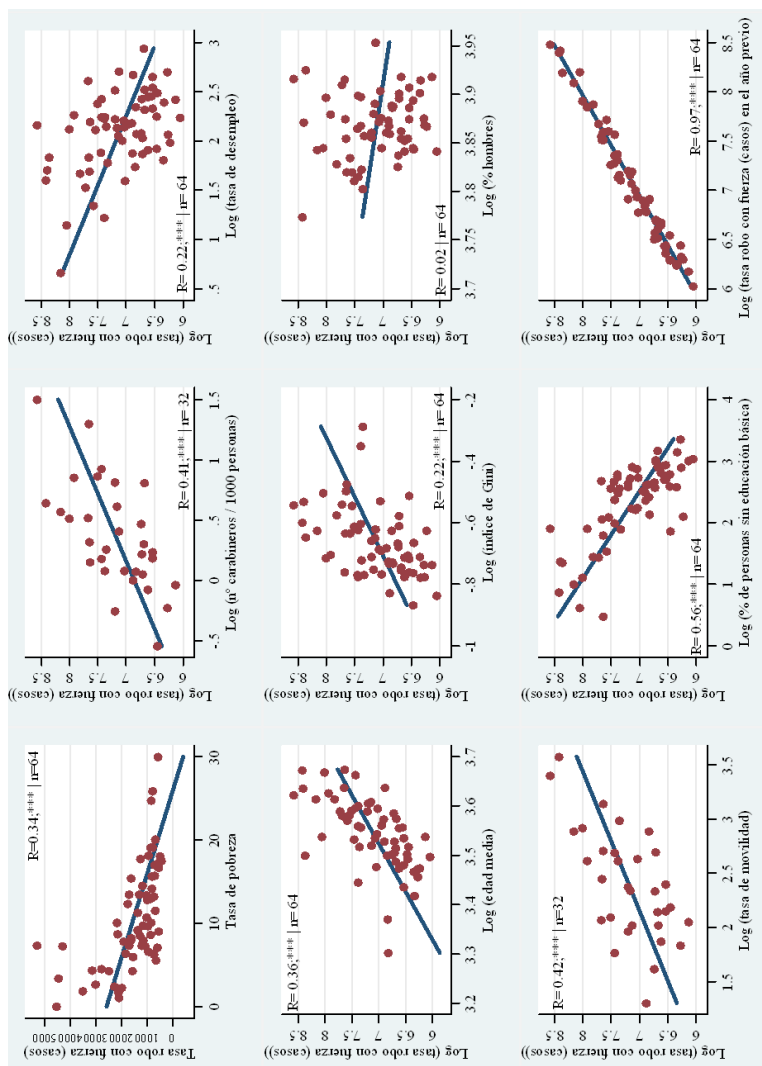 Tasa robo con fuerza (casos)
5000
4000
3000
2000
1000
0
R=0.34;*** | n=64
0 10 20 30
Tasa de pobreza
Log (tasa robo con fuerza (casos))
8.5
8
7.5
7
6.5
6
R= 0.41;*** | n= 32
-.5 0 .5 1 1.5
Log (nº carabineros / 1000 personas)
Log (tasa robo con fuerza (casos))
8.5
8
7.5
7
6.5
6
R= 0.22;*** | n= 64
.5 1 1.5 2 2.5 3
Log (tasa de desempleo)
Log (tasa robo con fuerza (casos))
8.5
8
7.5
7
6.5
6
R= 0.36;*** | n= 64
3.2 3.3 3.4 3.5 3.6 3.7
Log (edad media)
Log (tasa robo con fuerza (casos))
8.5
8
7.5
7
6.5
6
R= 0.22;*** | n= 64
-1 -.8 -.6 -.4 -.2
Log (índice de Gini)
Log (tasa robo con fuerza (casos))
8.5
8
7.5
7
6.5
6
R= 0.02 | n= 64
3.7 3.75 3.8 3.85 3.9 3.95
Log (% hombres)
Log (tasa robo con fuerza (casos))
8.5
8
7.5
7
6.5
6
R= 0.42;*** | n=32
1.5 2 2.5 3 3.5
Log (tasa de movilidad)
Log (tasa robo con fuerza (casos))
8.5
8
7.5
7
6.5
6
R= 0.56;*** | n= 64
0 1 2 3 4
Log (% de personas sin educación básica)
Log (tasa robo con fuerza (casos))
8.5
8
7.5
7
6.5
6
R= 0.97;*** | n= 64
6 6.5 7 7.5 8 8.5
Log (tasa robo con fuerza (casos) en el año previo)